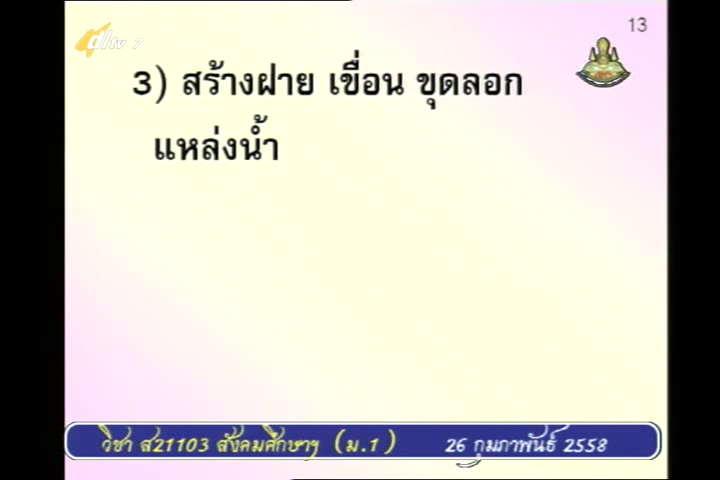 dltv 7
13
3) สร้างฝาย เขื่อน ขุดลอก
แหล่งน้ำ
วิชา ส21103 สังคมศึกษาฯ (ม.1) 26 กุมภาพันธ์ 2558